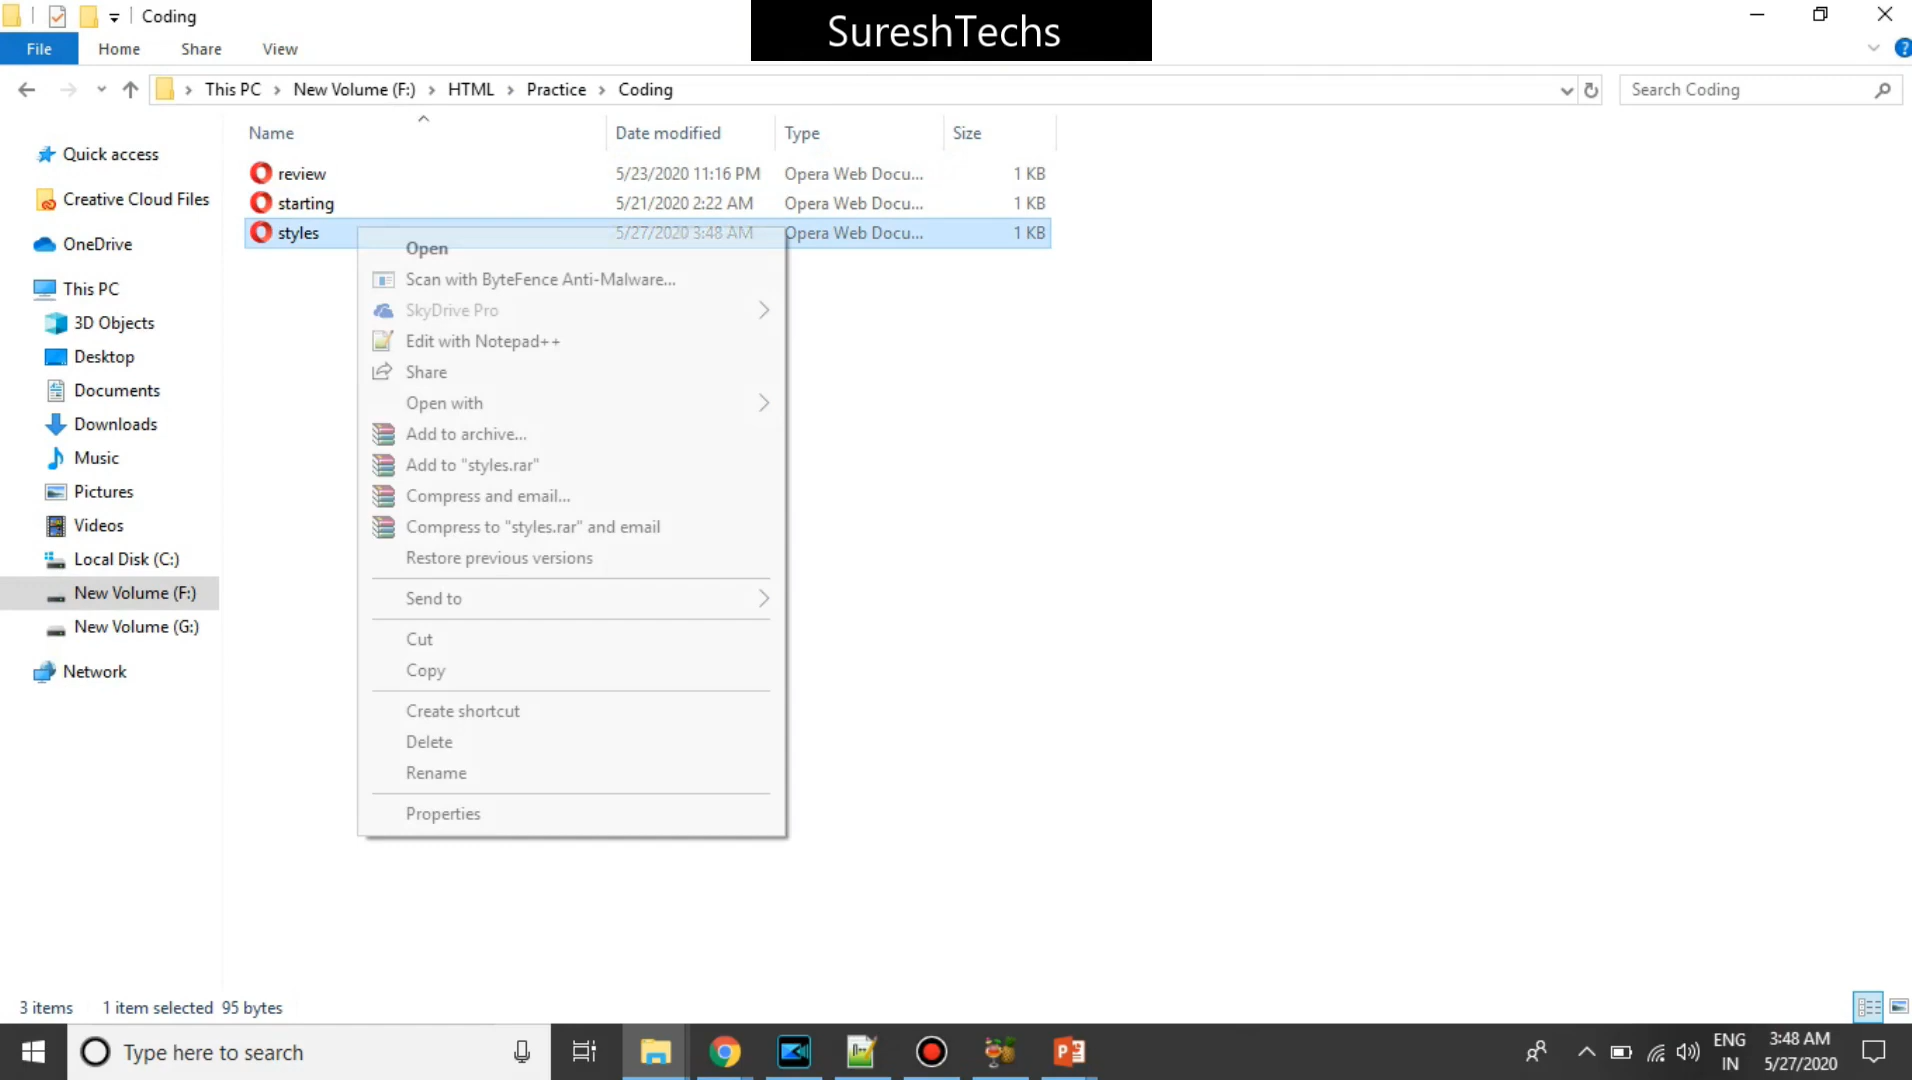 Coding
SureshTechs
File Home Share View
This PC New Volume (F:) HTML Practice Coding
Search Coding
Name Date modified Type Size
Quick access
Creative Cloud Files
OneDrive
This PC
3D Objects
Desktop
Documents
Downloads
Music
Pictures
Videos
Local Disk (C:)
New Volume (F:)
New Volume (G:)
Network
review 5/23/2020 11:16 PM Opera Web Docu... 1 KB
starting 5/21/2020 2:22 AM Opera Web Docu... 1 KB
styles 5/27/2020 3:48 AM Opera Web Docu... 1 KB
Open
Scan with ByteFence Anti-Malware...
SkyDrive Pro
Edit with Notepad++
Share
Open with
Add to archive...
Add to "styles.rar"
Compress and email...
Compress to "styles.rar" and email
Restore previous versions
Send to
Cut
Copy
Create shortcut
Delete
Rename
Properties
3 items 1 item selected 95 bytes
Type here to search
ENG
IN
3:48 AM
5/27/2020